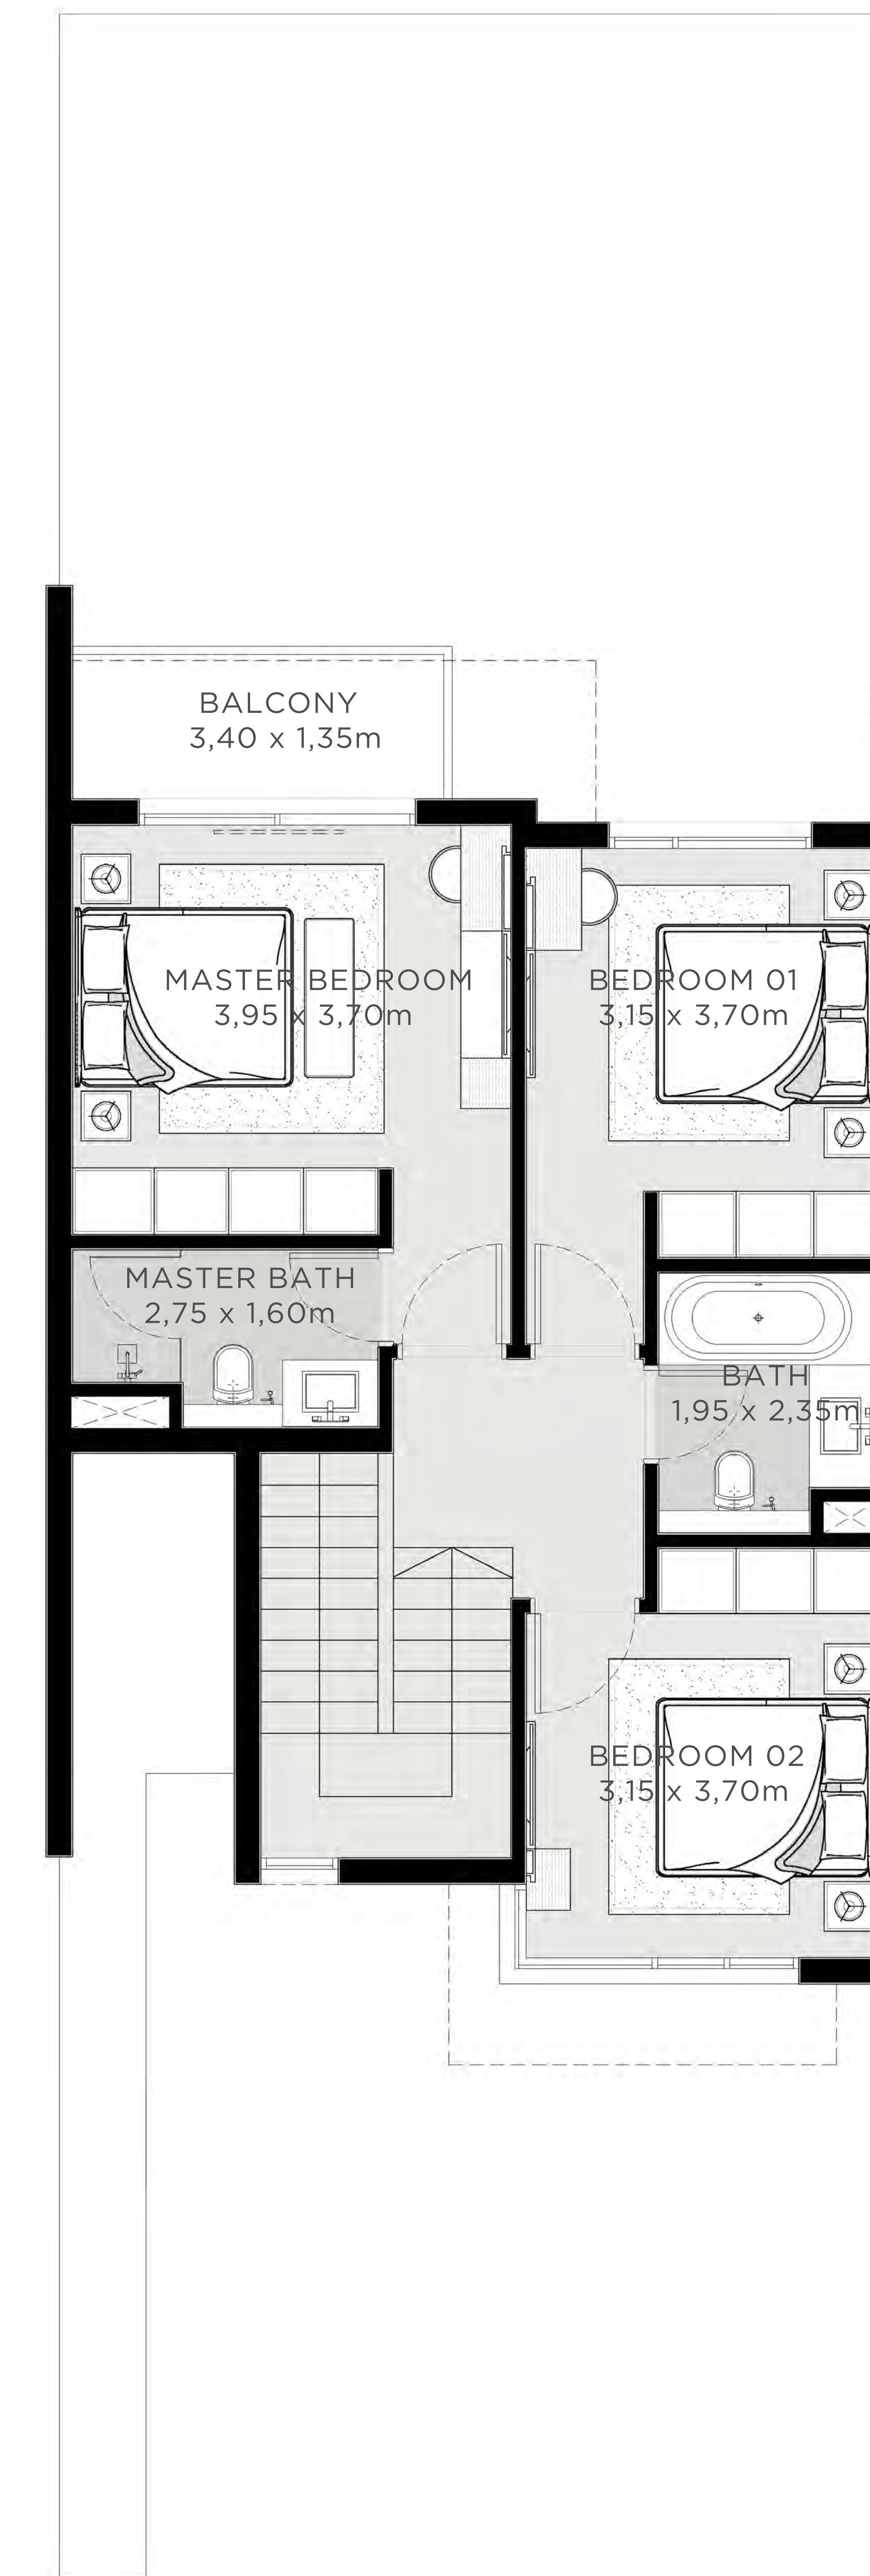 BALCONY
3,40 x 1,35m
MASTER BEDROOM
3,95 x 3,70m
BEDROOM 01
3,15 x 3,70m
MASTER BATH
2,75 x 1,60m
BATH
1,95 x 2,35m
BEDROOM 02
3,15 x 3,70m